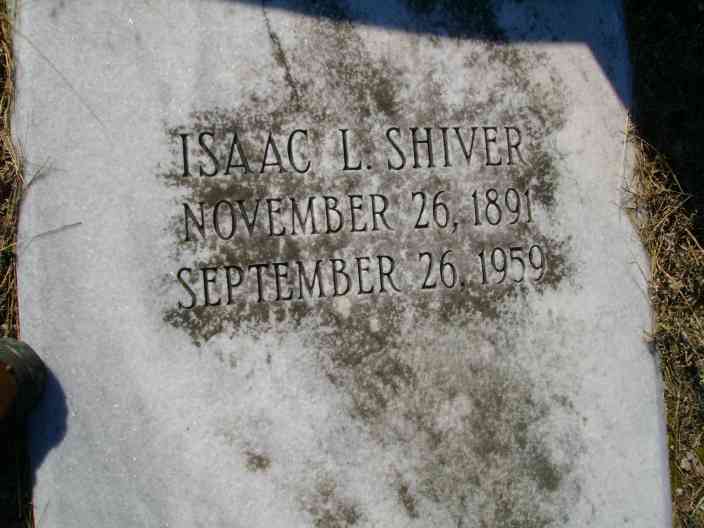 ISAAC L. SHIVER
NOVEMBER 26, 1891
SEPTEMBER 26, 1959